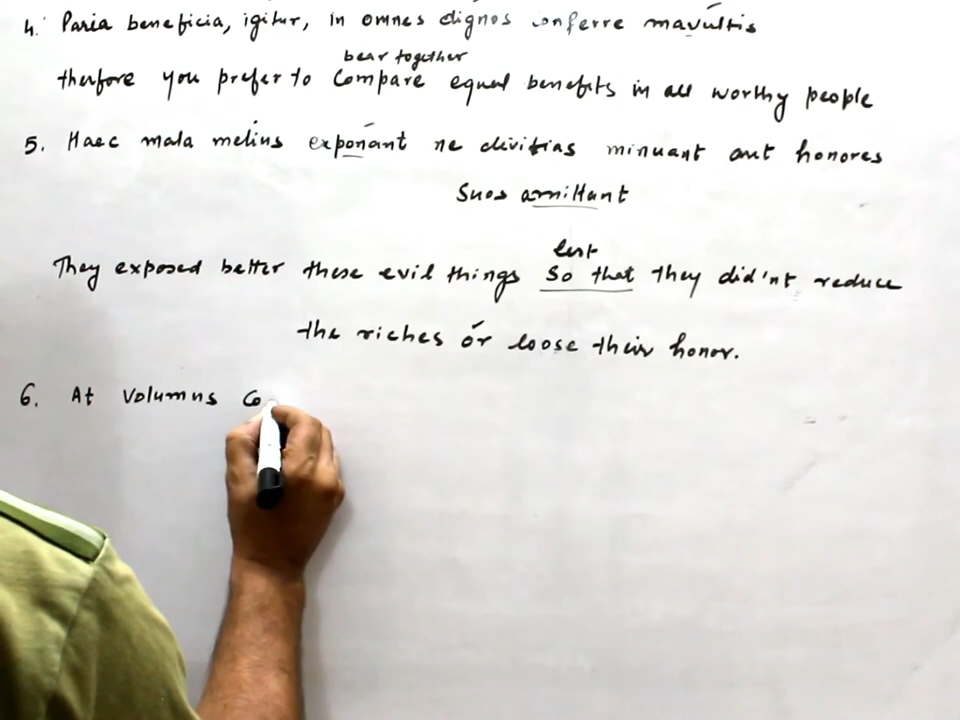 4. Paria beneficia, igitur, in omnes dignos conferre mavultis
bear together
therfore you prefer to compare equal benefits in all worthy people
5. Haec mala melius exponant ne divitias minuant aut honores
Suos amittant
lest
They exposed better these evil things So that they did'nt reduce
the riches or loose their honor.
6. At Volumus Co